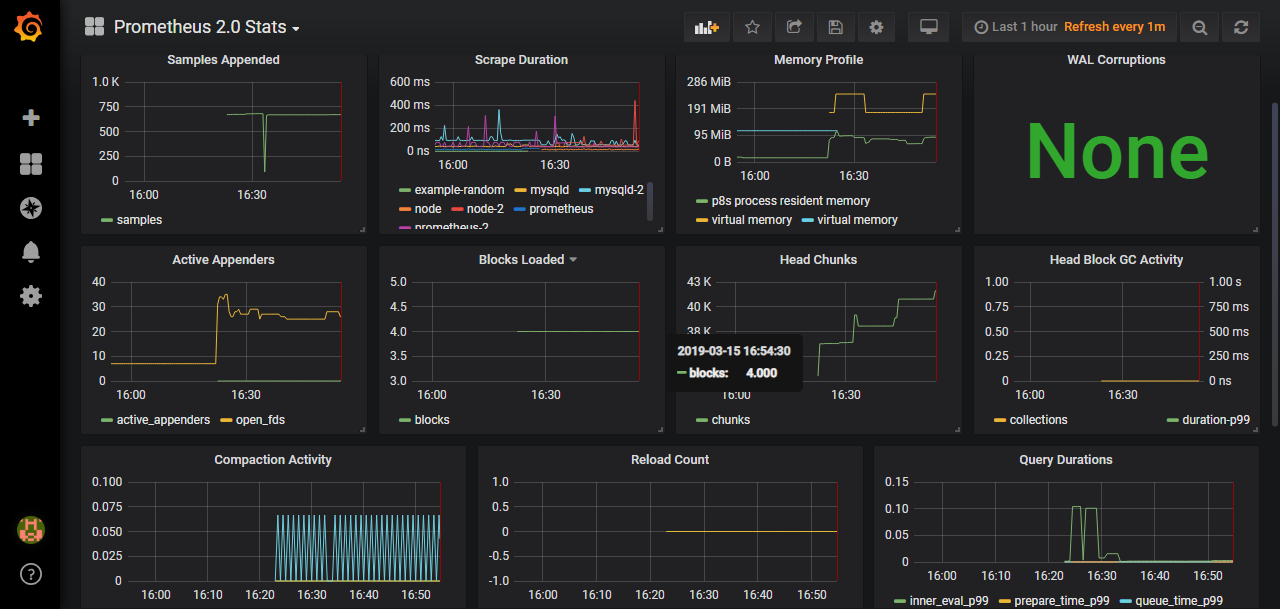 Prometheus 2.0 Stats
Last 1 hour Refresh every 1m
Samples Appended
1.0 K
750
500
250
0
16:00 16:30
samples
Scrape Duration
600 ms
400 ms
200 ms
0 ns
16:00 16:30
example-random mysqld mysqld-2
node node-2 prometheus
prometheus-2
Memory Profile
286 MiB
191 MiB
95 MiB
0 B
16:00 16:30
p8s process resident memory
virtual memory virtual memory
WAL Corruptions
None
Active Appenders
40
30
20
10
0
16:00 16:30
active_appenders open_fds
Blocks Loaded
5.0
4.5
4.0
3.5
3.0
16:00 16:30
blocks
Head Chunks
43 K
40 K
38 K
2019-03-15 16:54:30
blocks: 4.000
16:00 16:30
chunks
Head Block GC Activity
1.00 1.00 s
0.75 750 ms
0.50 500 ms
0.25 250 ms
0 0 ns
16:00 16:30
collections duration-p99
Compaction Activity
0.100
0.075
0.050
0.025
0
16:00 16:10 16:20 16:30 16:40 16:50
Reload Count
1.0
0.5
0
-0.5
-1.0
16:00 16:10 16:20 16:30 16:40 16:50
Query Durations
0.15
0.10
0.05
0
16:00 16:10 16:20 16:30 16:40 16:50
inner_eval_p99 prepare_time_p99 queue_time_p99